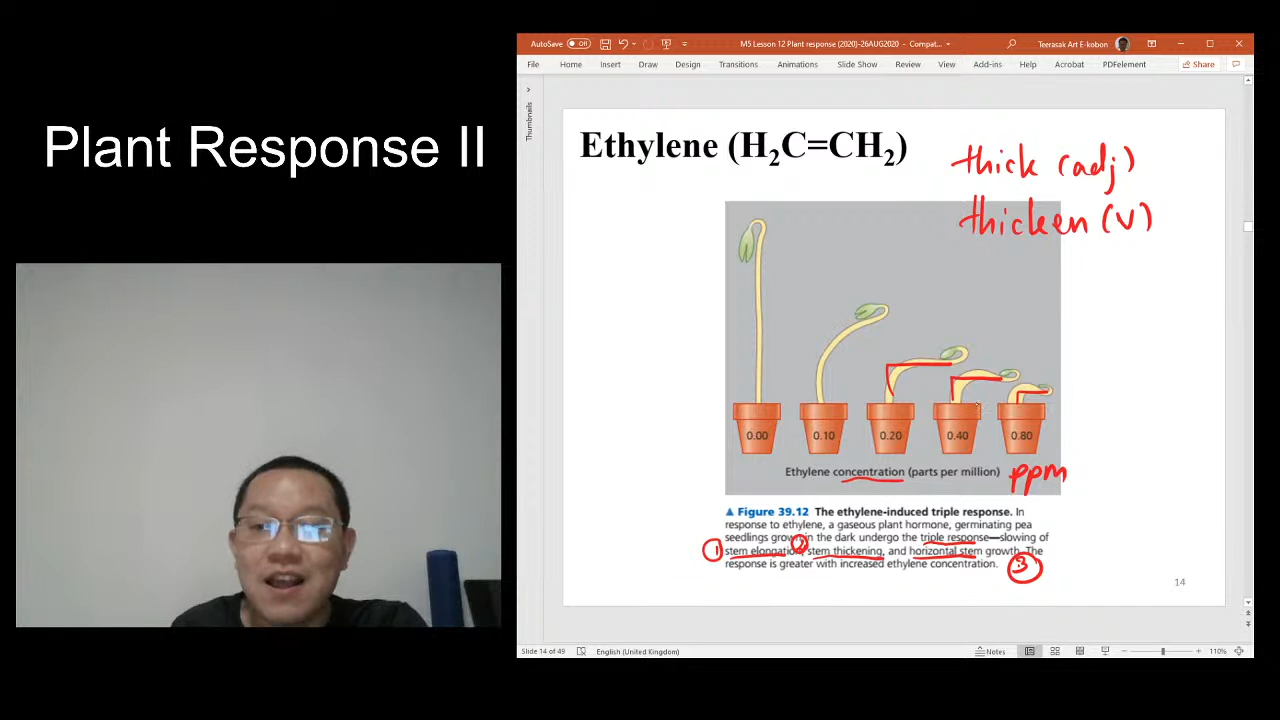 Plant Response II
AutoSave Off
M5 Lesson 12 Plant response (2020)-26AUG2020 - Compat...
Teerasak Art E-kobon
File Home Insert Draw Design Transitions Animations Slide Show Review View Add-ins Help Acrobat PDFelement Share
Thumbnails
Ethylene (H₂C=CH₂)
thick (adj)
thicken (v)
0.00 0.10 0.20 0.40 0.80
Ethylene concentration (parts per million) ppm
▲ Figure 39.12 The ethylene-induced triple response. In
response to ethylene, a gaseous plant hormone, germinating pea
seedlings grown in the dark undergo the triple response—slowing of
① stem elongation, ② stem thickening, and horizontal stem growth. The
response is greater with increased ethylene concentration. ③
14
Slide 14 of 49 English (United Kingdom) Notes 110%